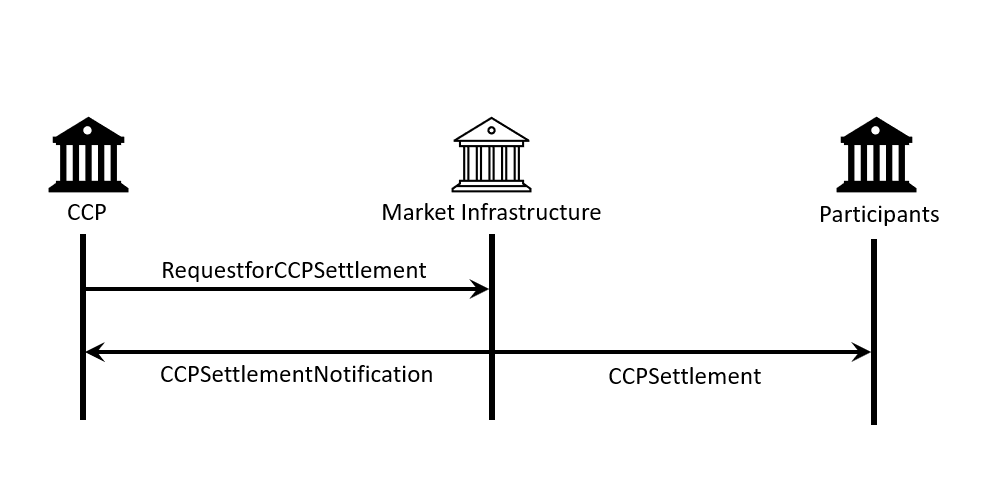 CCP
Market Infrastructure
Participants
RequestforCCPSettlement
CCPSettlementNotification
CCPSettlement